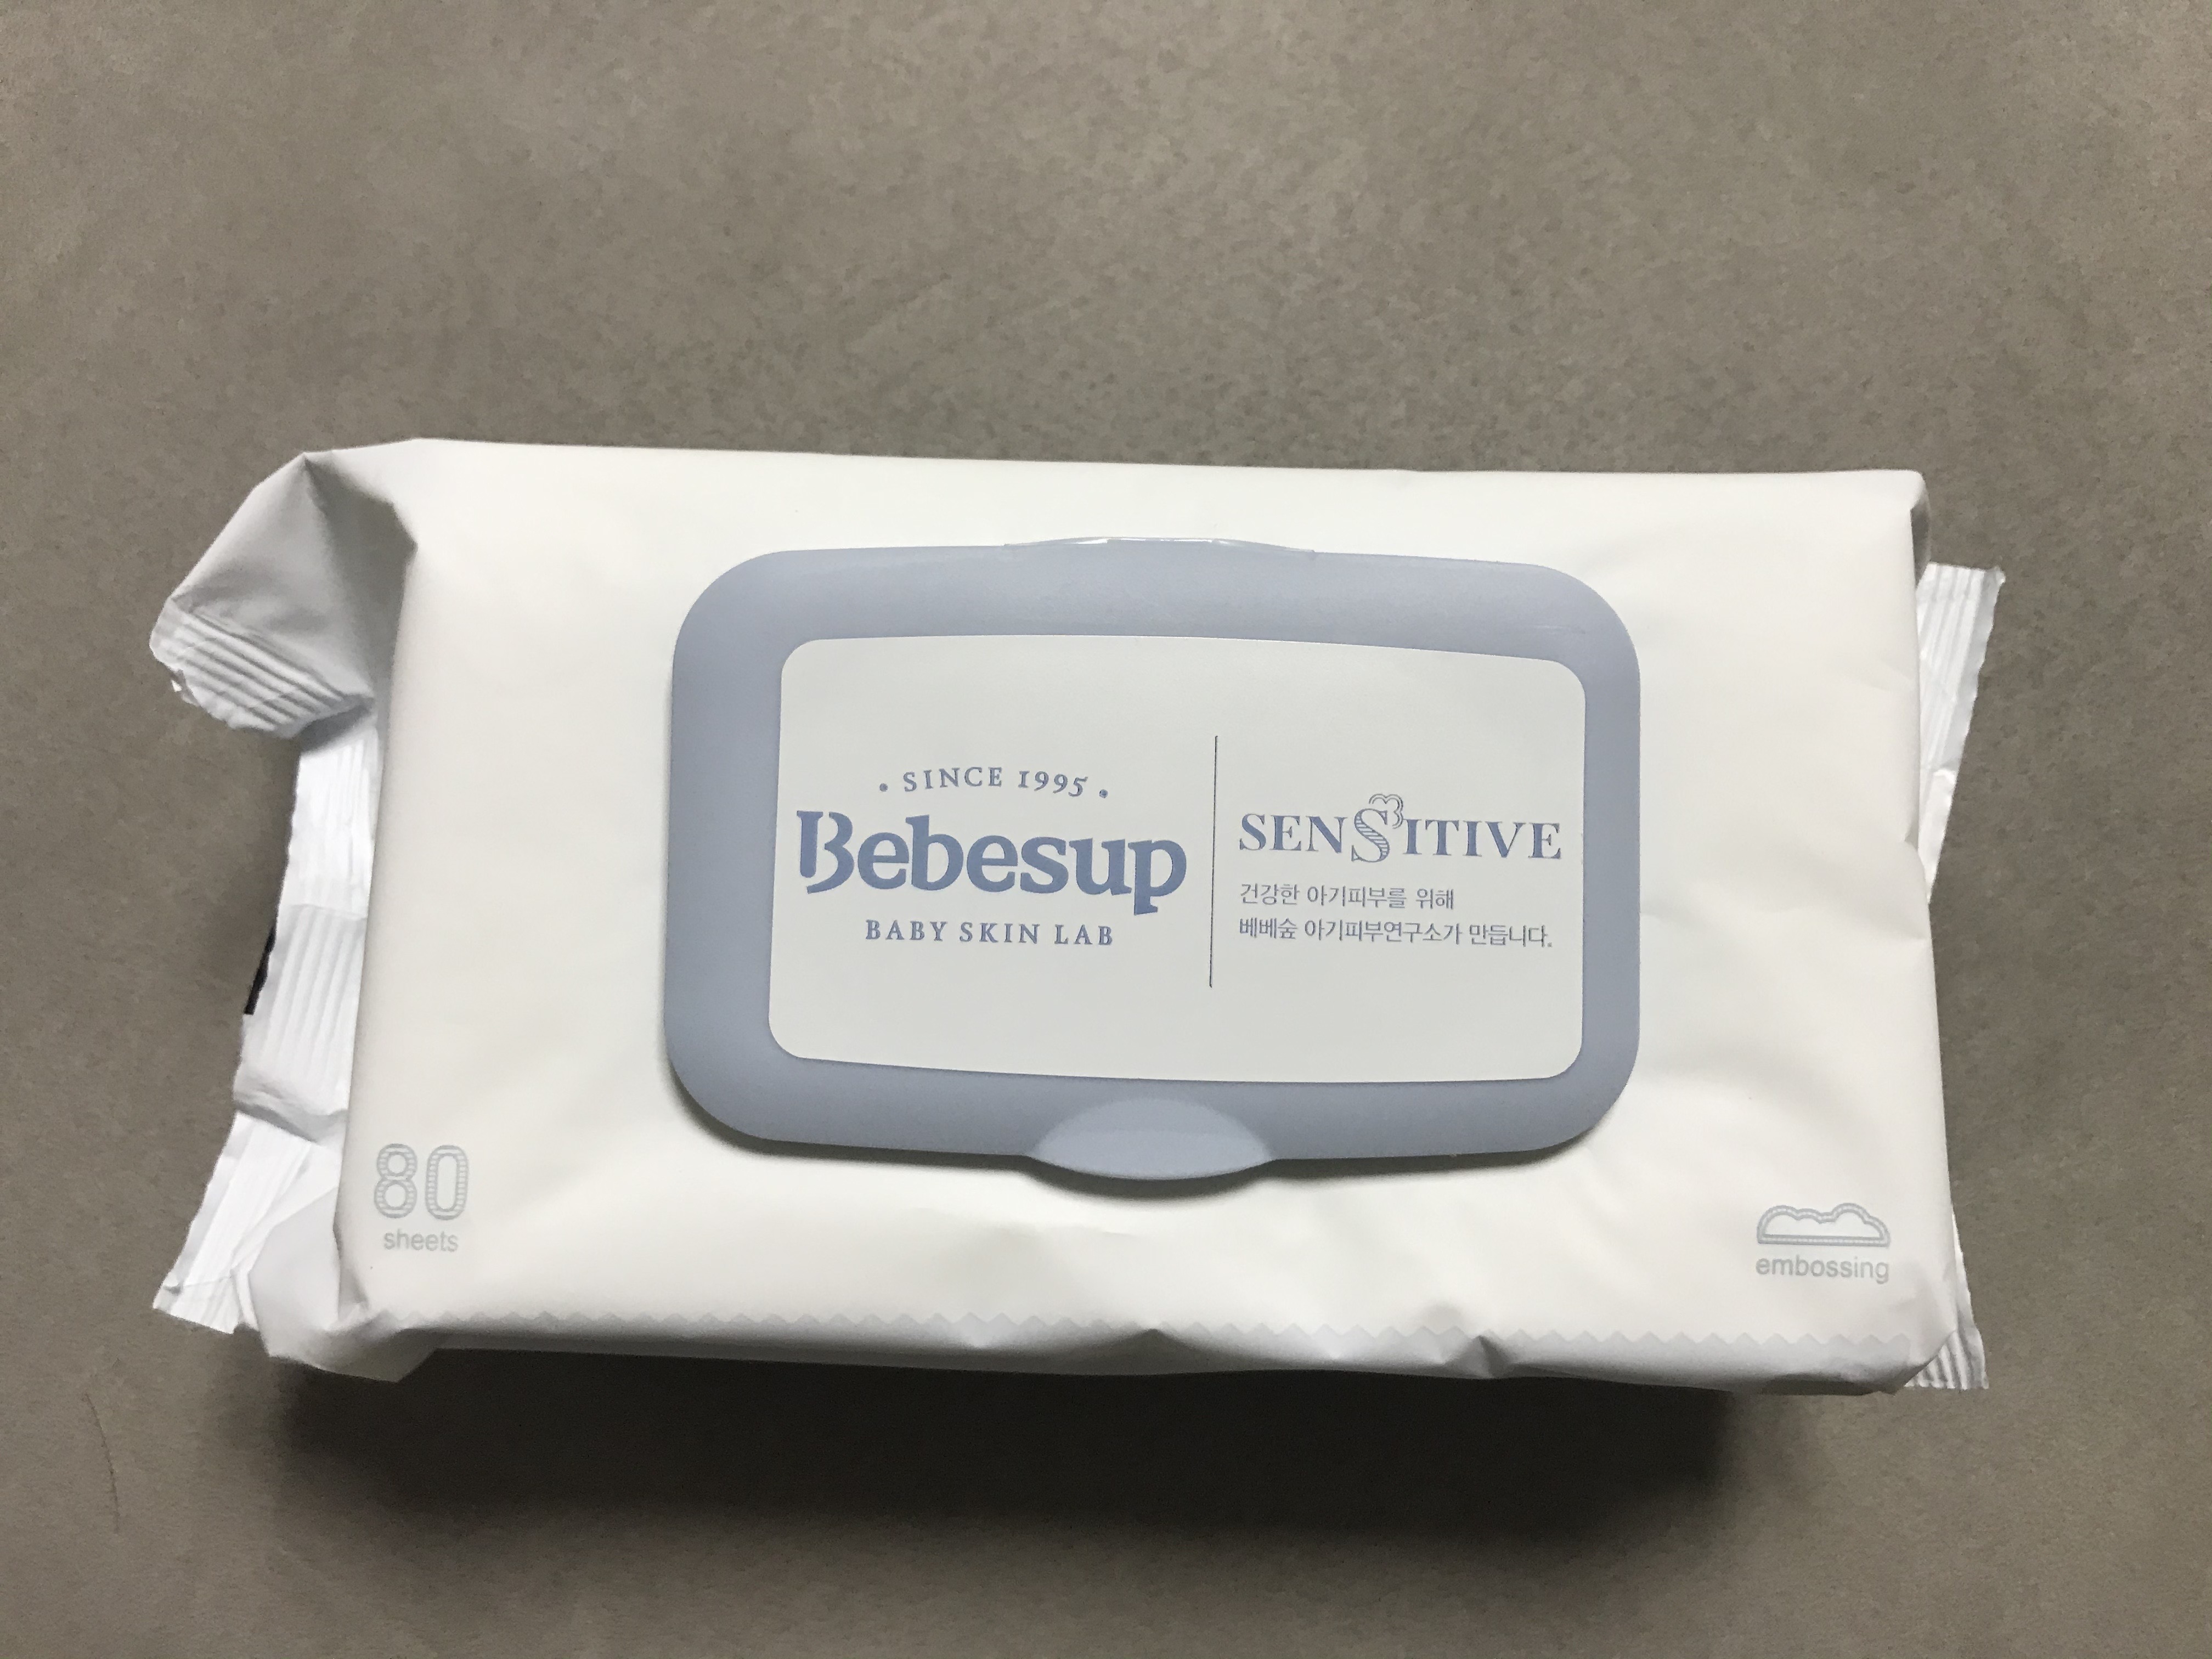 • SINCE 1995 •
Bebesup
BABY SKIN LAB
SENSITIVE
건강한 아기피부를 위해
베베숲 아기피부연구소가 만듭니다.
80
sheets
embossing